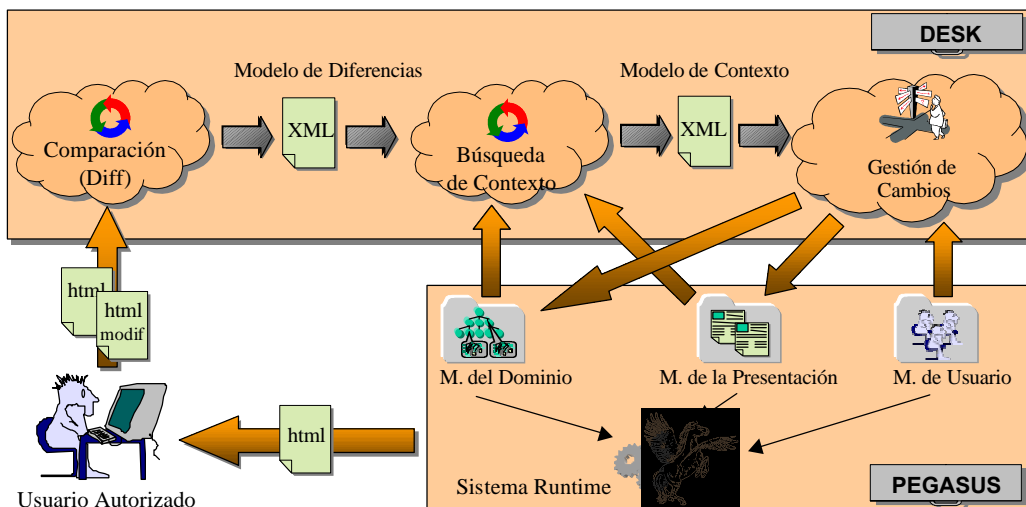 DESK
Modelo de Diferencias
Modelo de Contexto
XML
XML
Comparación
(Diff)
Búsqueda
de Contexto
Gestión de
Cambios
html
html
modif
M. del Dominio
M. de la Presentación
M. de Usuario
html
Sistema Runtime
Usuario Autorizado
PEGASUS